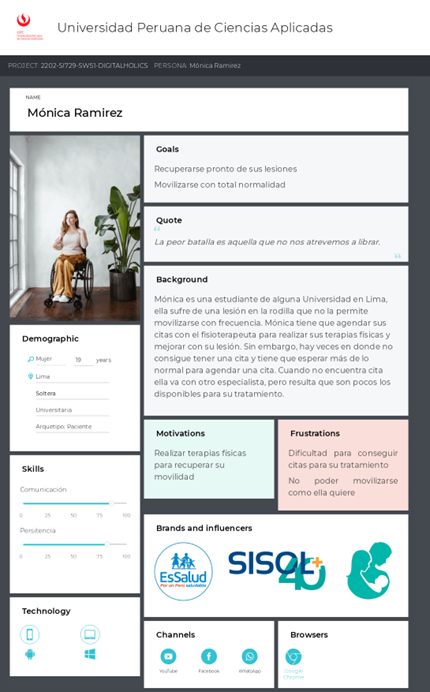 Universidad Peruana de Ciencias Aplicadas
UPC
PROJECT: 2202-SI729-SW51-DIGITALHOLICS PERSONA: Mónica Ramirez
NAME
Mónica Ramirez
Goals
Recuperarse pronto de sus lesiones
Movilizarse con total normalidad
Quote
“
La peor batalla es aquella que no nos atrevemos a librar.
“
Background
Mónica es una estudiante de alguna Universidad en Lima,
ella sufre de una lesión en la rodilla que no la permite
movilizarse con frecuencia. Mónica tiene que agendar sus
citas con el fisioterapeuta para realizar sus terapias físicas y
mejorar con su lesión. Sin embargo, hay veces en donde no
consigue tener una cita y tiene que esperar más de lo
normal para agendar una cita. Cuando no encuentra cita
ella va con otro especialista, pero resulta que son pocos los
disponibles para su tratamiento.
Demographic
Mujer 19 years
Lima
Soltera
Universitaria
Arquetipo: Paciente
Motivations
Realizar terapias físicas
para recuperar su
movilidad
Frustrations
Dificultad para conseguir
citas para su tratamiento
No poder movilizarse
como ella quiere
Skills
Comunicación
0 25 50 75 100
Persitencia
0 25 50 75 100
Brands and influencers
EsSalud
Por un Perú saludable
SISOL
40
Technology
Channels
YouTube Facebook WhatsApp
Browsers
Google
Chrome